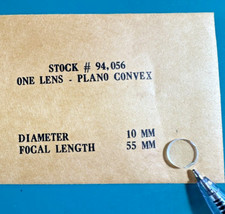 STOCK # 94,056
ONE LENS - PLANO CONVEX
DIAMETER 10 MM
FOCAL LENGTH 55 MM